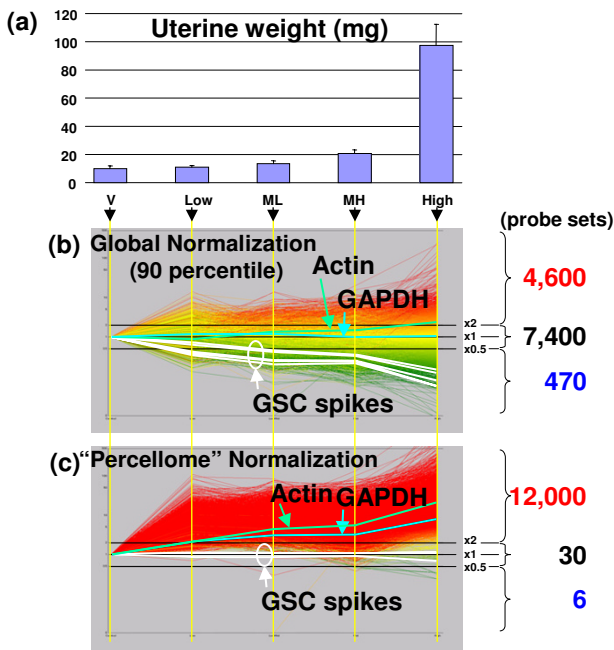 (a)
Uterine weight (mg)
120
100
80
60
40
20
0
V Low ML MH High
(probe sets)
(b)
Global Normalization
(90 percentile)
Actin
GAPDH
GSC spikes
x2
x1
x0.5
4,600
7,400
470
(c) “Percellome” Normalization
Actin GAPDH
GSC spikes
x2
x1
x0.5
12,000
30
6